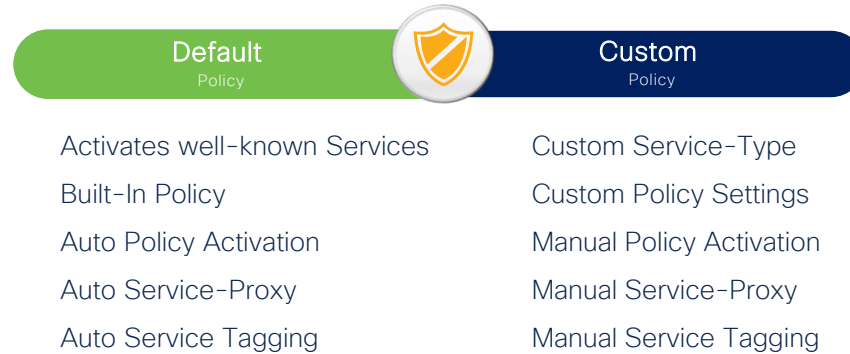 Default
Policy
Custom
Policy
Activates well-known Services
Built-In Policy
Auto Policy Activation
Auto Service-Proxy
Auto Service Tagging
Custom Service-Type
Custom Policy Settings
Manual Policy Activation
Manual Service-Proxy
Manual Service Tagging